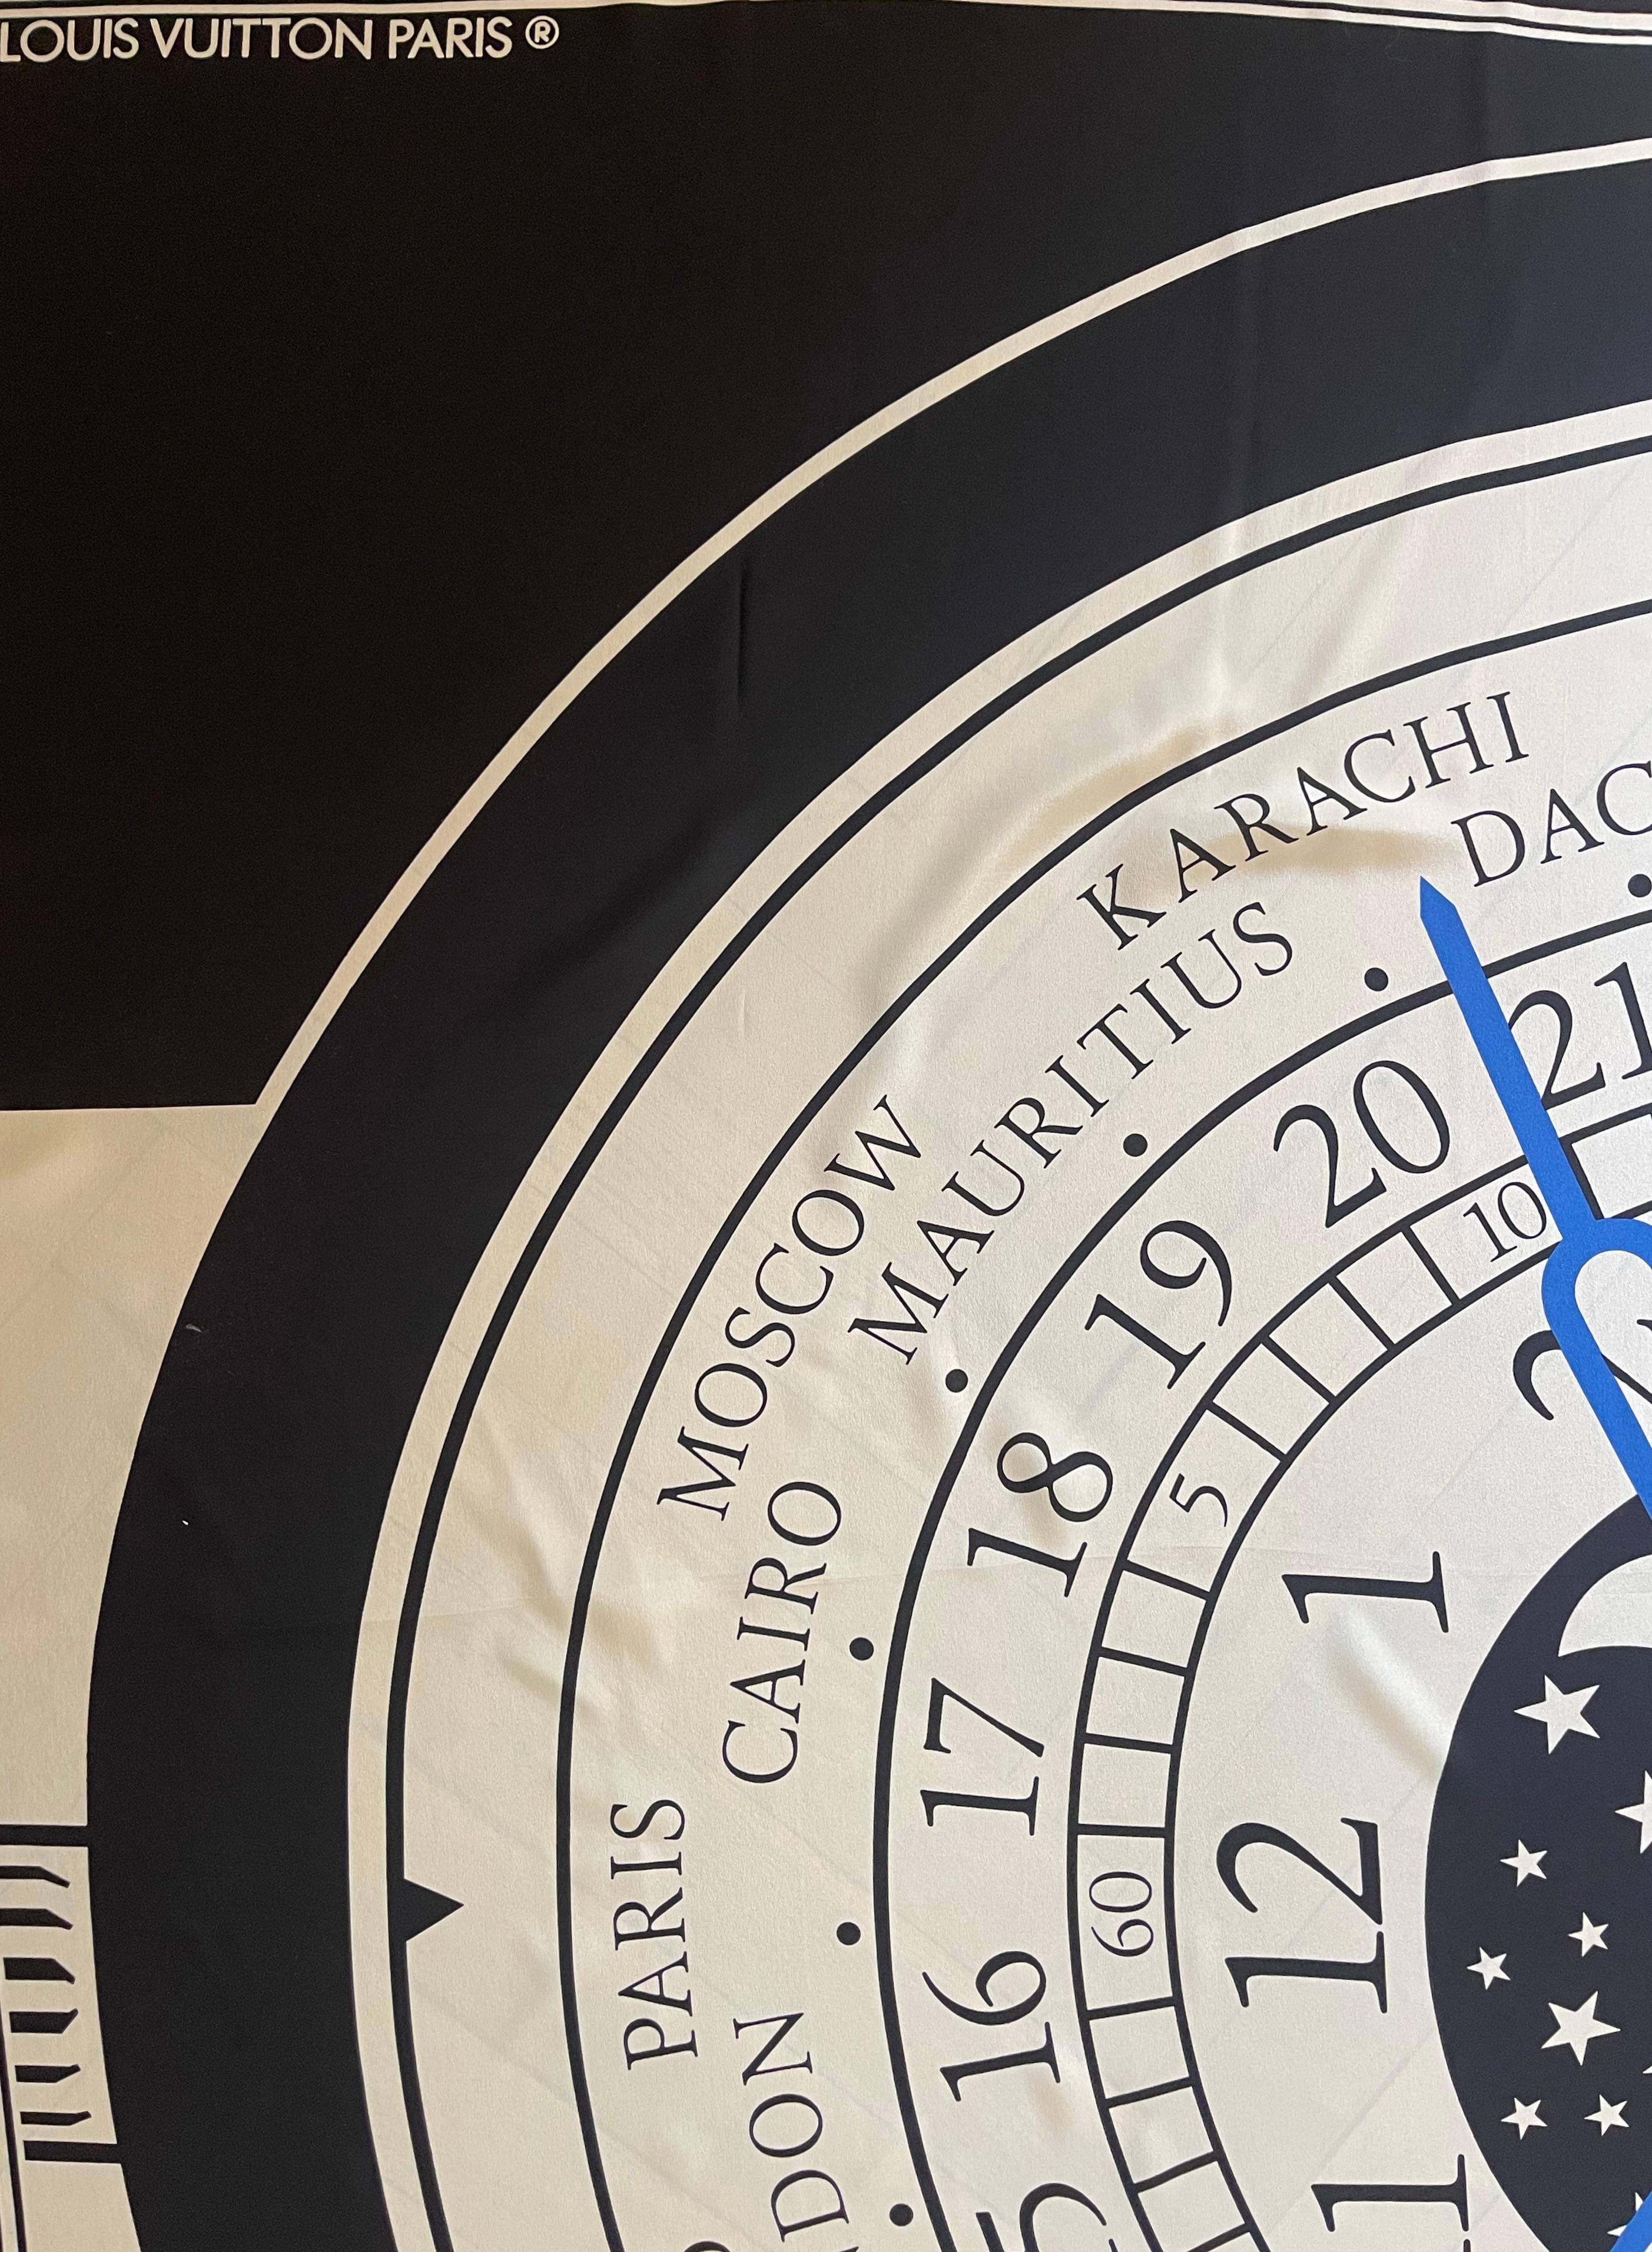 LOUIS VUITTON PARIS ®
PARIS
MOSCOW
KARACHI
CAIRO
MAURITIUS
16
17
18
19
20
21
60
5
10
12
1